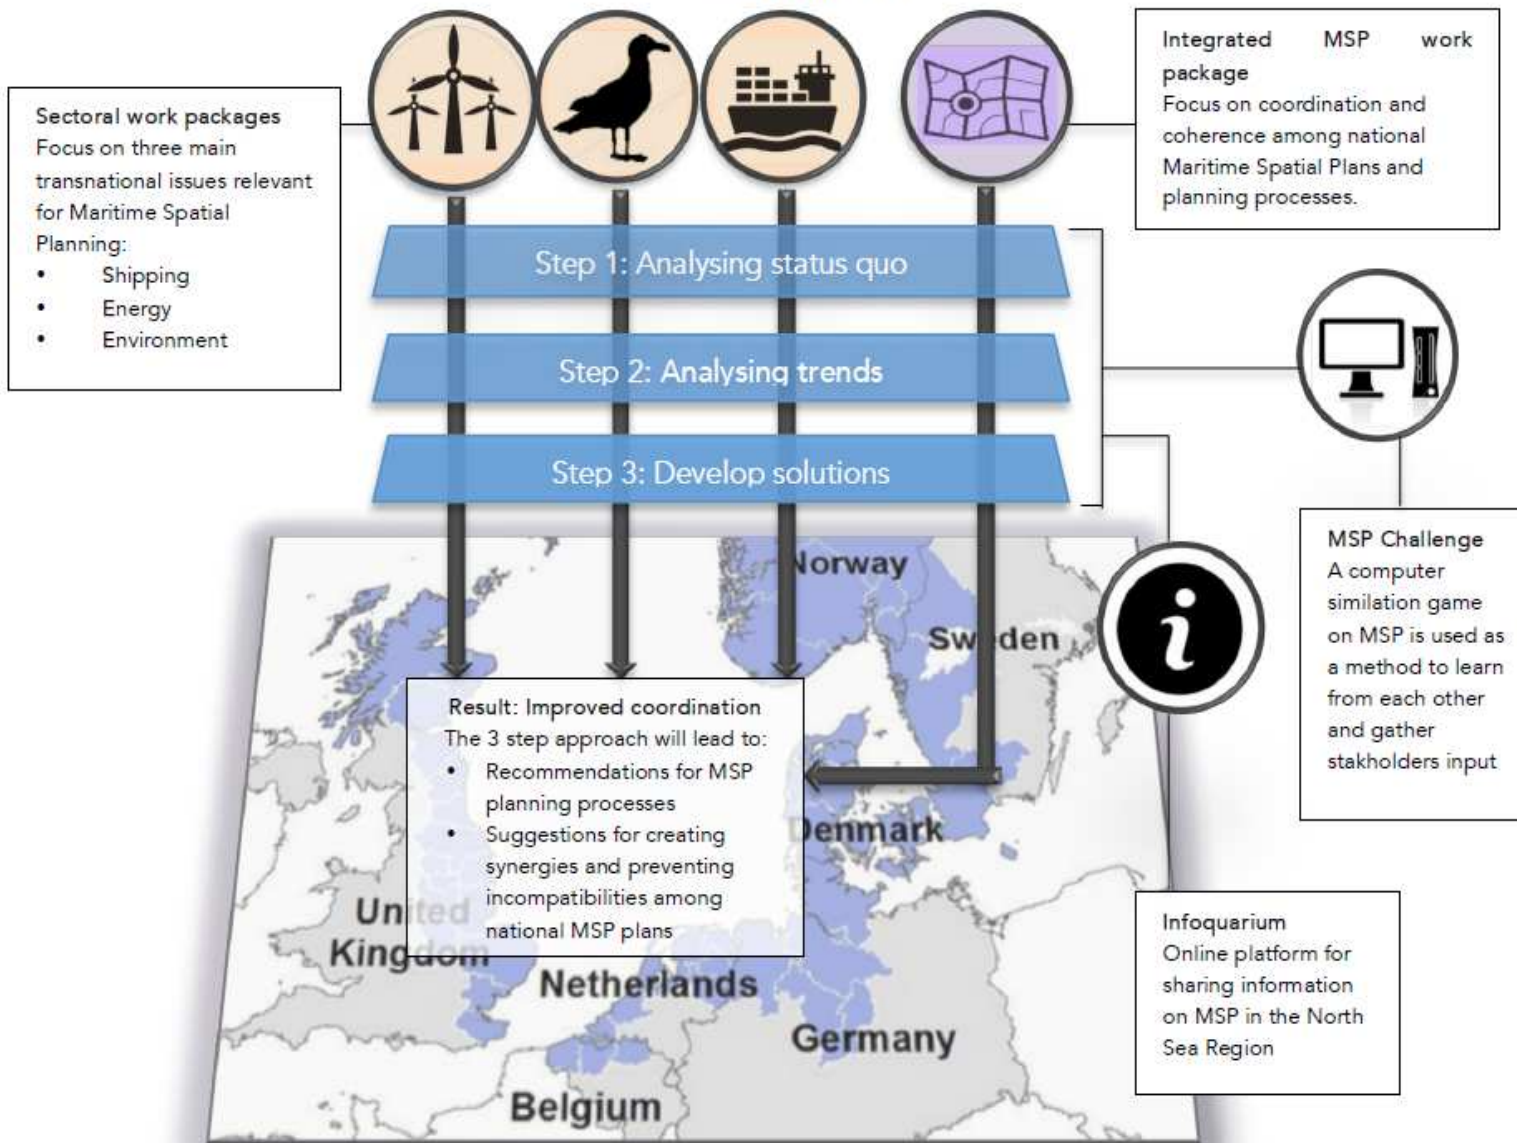 Sectoral work packages
Focus on three main
transnational issues relevant
for Maritime Spatial
Planning:
• Shipping
• Energy
• Environment
Integrated MSP work
package
Focus on coordination and
coherence among national
Maritime Spatial Plans and
planning processes.
Step 1: Analysing status quo
Step 2: Analysing trends
Step 3: Develop solutions
MSP Challenge
A computer
similation game
on MSP is used as
a method to learn
from each other
and gather
stakholders input
Norway
Sweden
Result: Improved coordination
The 3 step approach will lead to:
• Recommendations for MSP
planning processes
• Suggestions for creating
synergies and preventing
incompatibilities among
national MSP plans
Denmark
United
Kingdom
Netherlands
Germany
Belgium
i
Infoquarium
Online platform for
sharing information
on MSP in the North
Sea Region